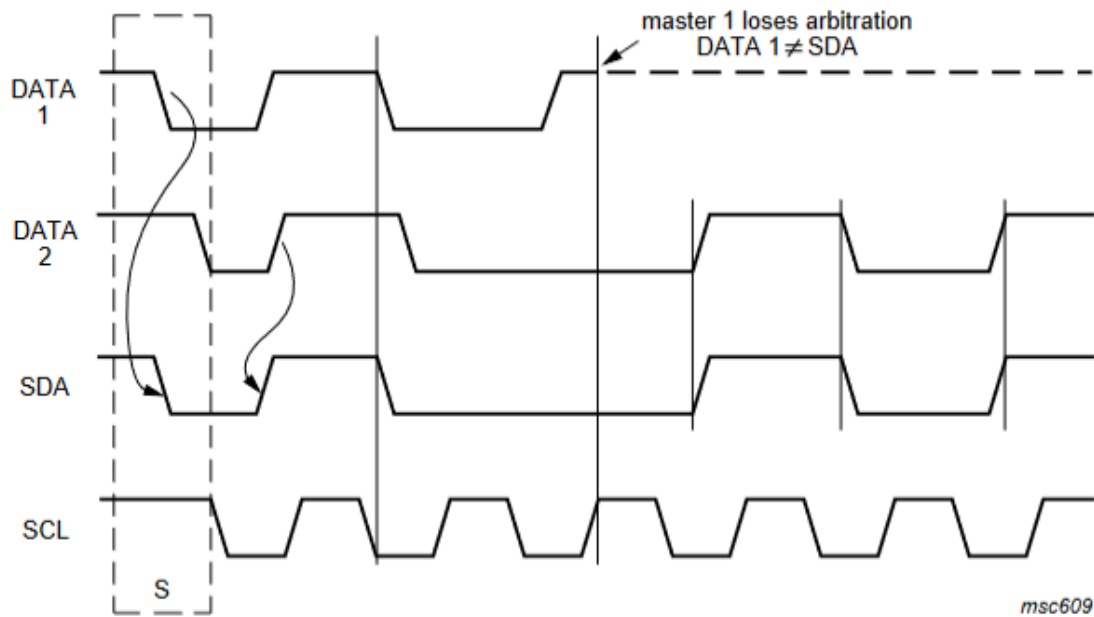 master 1 loses arbitration
DATA 1 ≠ SDA
DATA
1
DATA
2
SDA
SCL
S
msc609